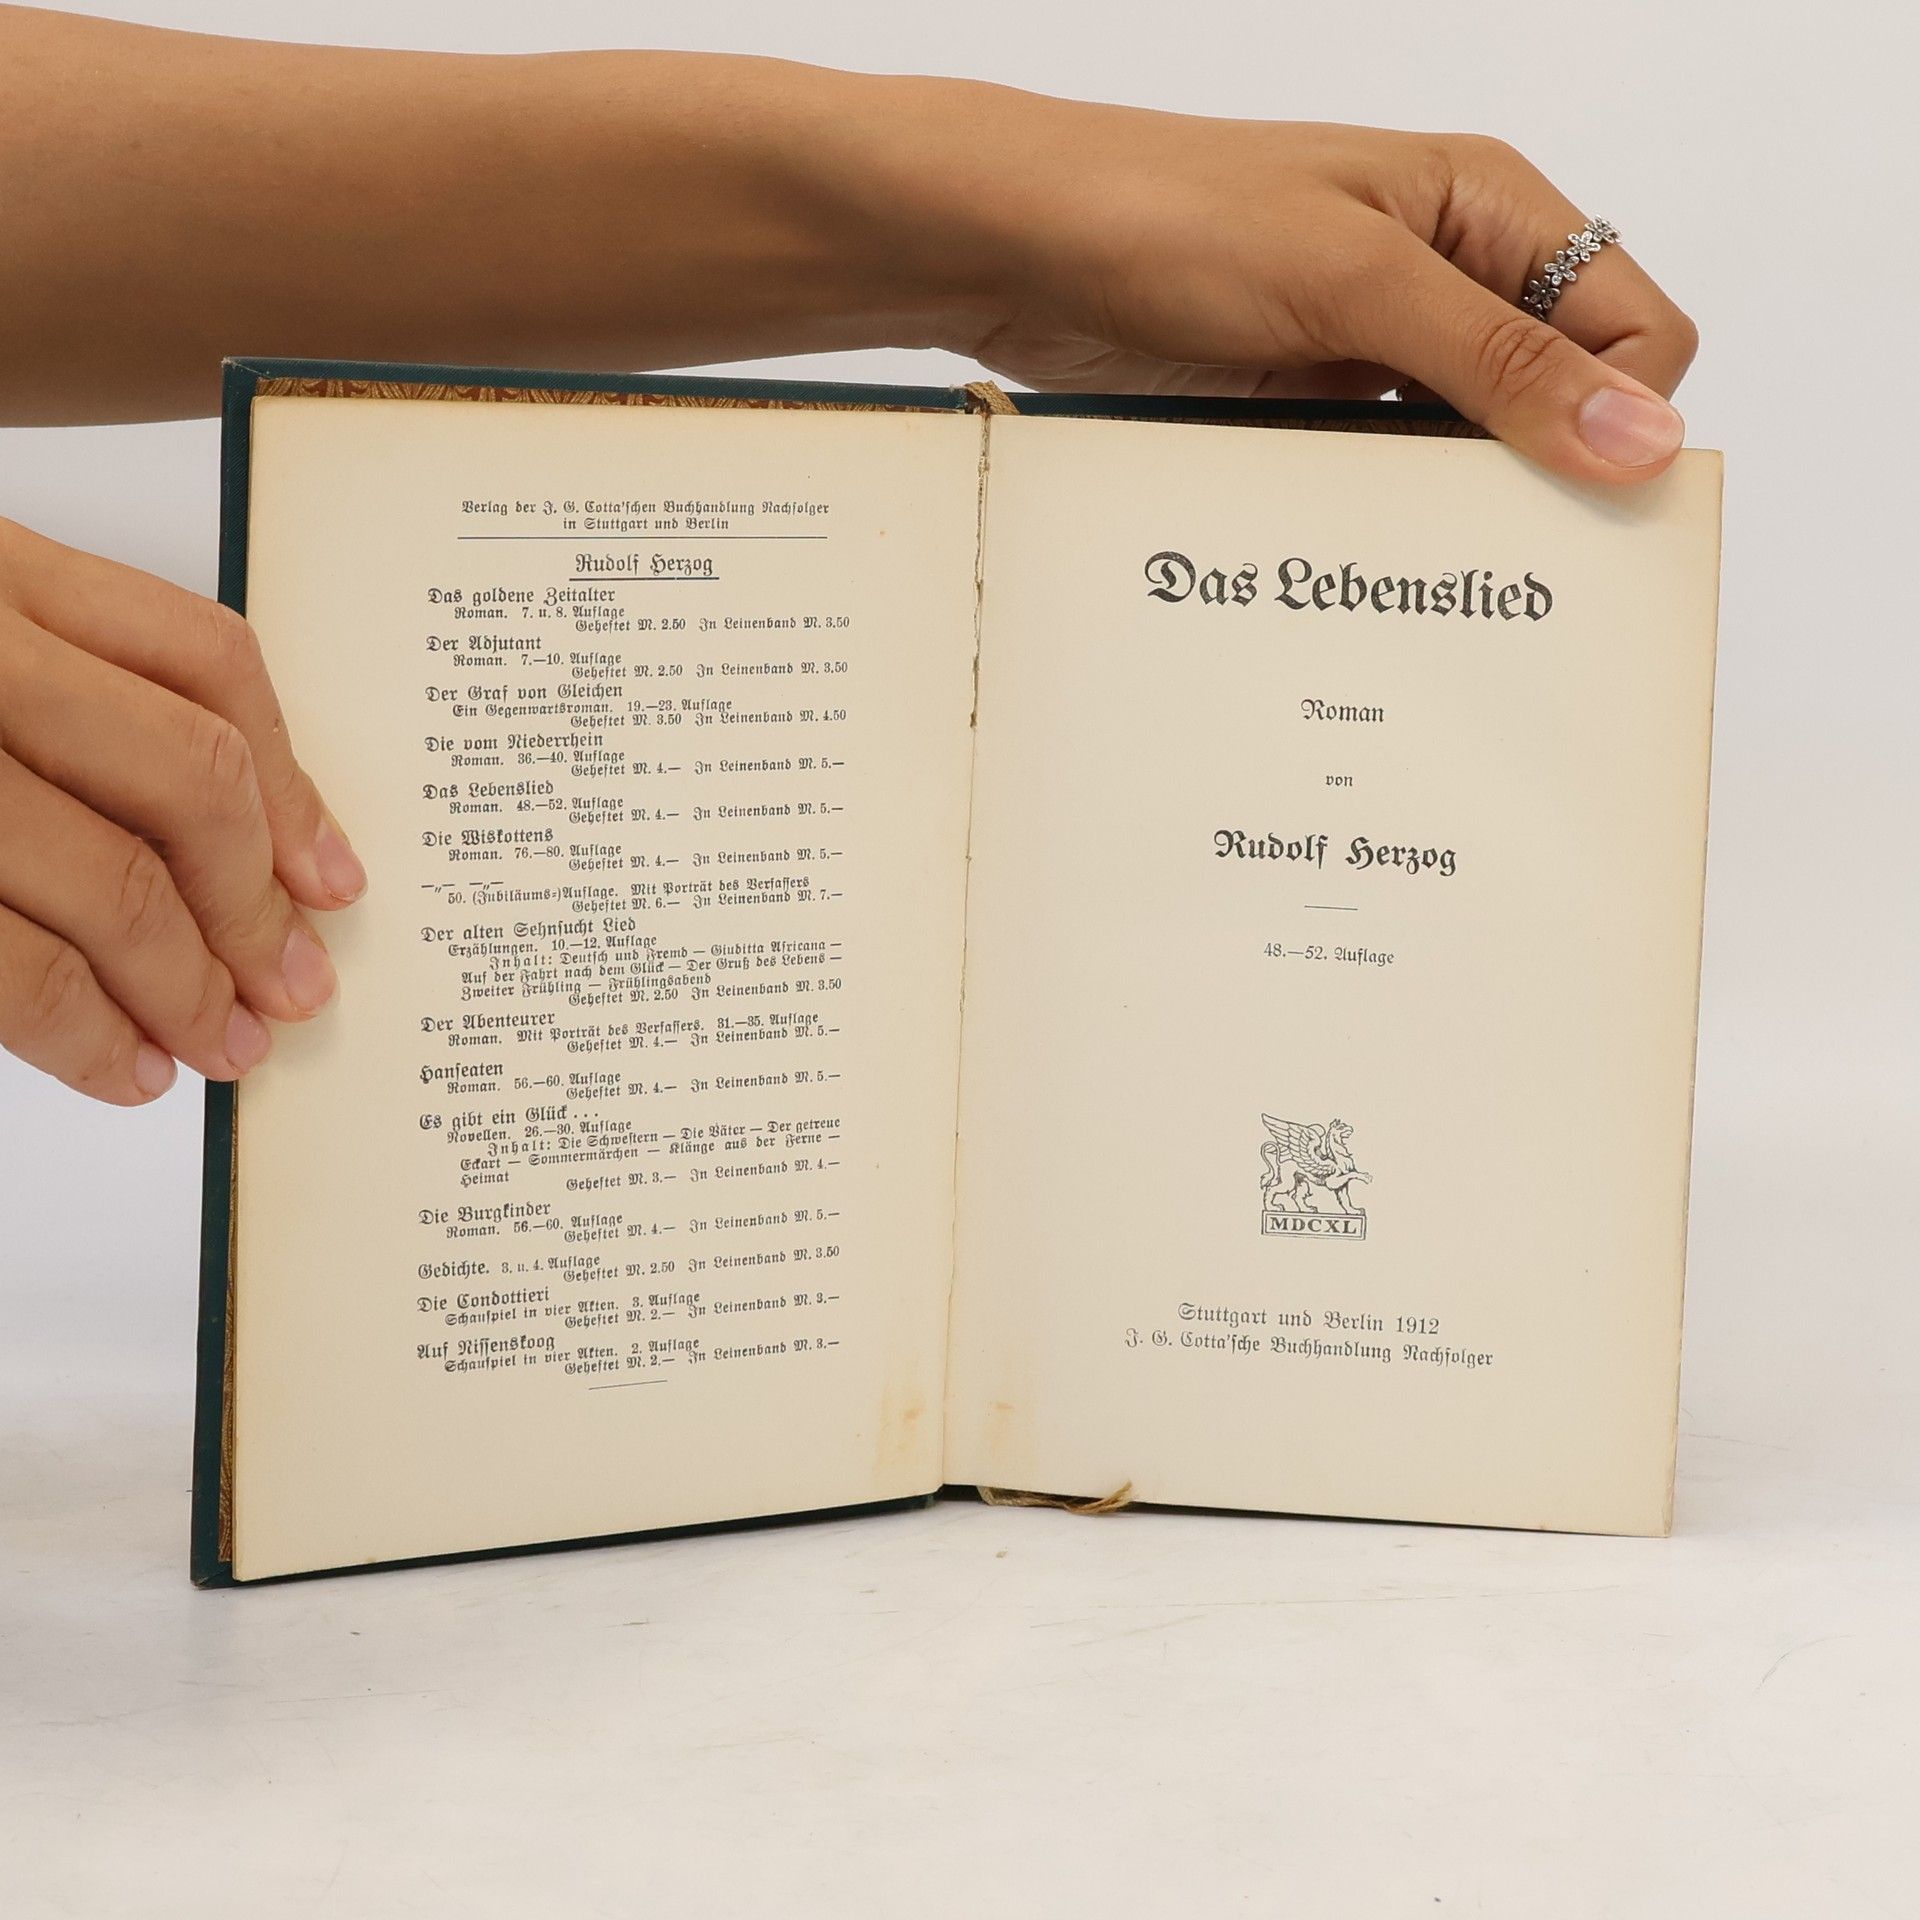 Verlag der J. G. Cotta'schen Buchhandlung Nachfolger
in Stuttgart und Berlin
Rudolf Herzog
Das goldene Zeitalter
Roman. 7. u. 8. Auflage
Geheftet M. 2.50 In Leinenband M. 3.50
Der Adjutant
Roman. 7.—10. Auflage
Geheftet M. 2.50 In Leinenband M. 3.50
Der Graf von Gleichen
Ein Gegenwartsroman. 19.—23. Auflage
Geheftet M. 3.50 In Leinenband M. 4.50
Die vom Niederrhein
Roman. 36.—40. Auflage
Geheftet M. 4.— In Leinenband M. 5.—
Das Lebenslied
Roman. 48.—52. Auflage
Geheftet M. 4.— In Leinenband M. 5.—
Die Wiskottens
Roman. 76.—80. Auflage
Geheftet M. 4.— In Leinenband M. 5.—
—„— —„—
50. (Jubiläums-)Auflage. Mit Porträt des Verfassers
Geheftet M. 6.— In Leinenband M. 7.—
Der alten Sehnsucht Lied
Erzählungen. 10.—12. Auflage
Inhalt: Deutsch und Fremd — Giuditta Africana —
Auf der Fahrt nach dem Glück — Der Gruß des Lebens —
Zweiter Frühling — Frühlingsabend
Geheftet M. 2.50 In Leinenband M. 3.50
Der Abenteurer
Roman. Mit Porträt des Verfassers. 31.—35. Auflage
Geheftet M. 4.— In Leinenband M. 5.—
Hanseaten
Roman. 56.—60. Auflage
Geheftet M. 4.— In Leinenband M. 5.—
Es gibt ein Glück . . .
Novellen. 26.—30. Auflage
Inhalt: Die Schwestern — Die Väter — Der getreue
Eckart — Sommermärchen — Klänge aus der Ferne —
Heimat Geheftet M. 3.— In Leinenband M. 4.—
Die Burgkinder
Roman. 56.—60. Auflage
Geheftet M. 4.— In Leinenband M. 5.—
Gedichte. 3. u. 4. Auflage
Geheftet M. 2.50 In Leinenband M. 3.50
Die Condottieri
Schauspiel in vier Akten. 3. Auflage
Geheftet M. 2.— In Leinenband M. 3.—
Auf Nissenskoog
Schauspiel in vier Akten. 2. Auflage
Geheftet M. 2.— In Leinenband M. 3.—
Das Lebenslied
Roman
von
Rudolf Herzog
48.—52. Auflage
MDCXL
Stuttgart und Berlin 1912
J. G. Cotta'sche Buchhandlung Nachfolger